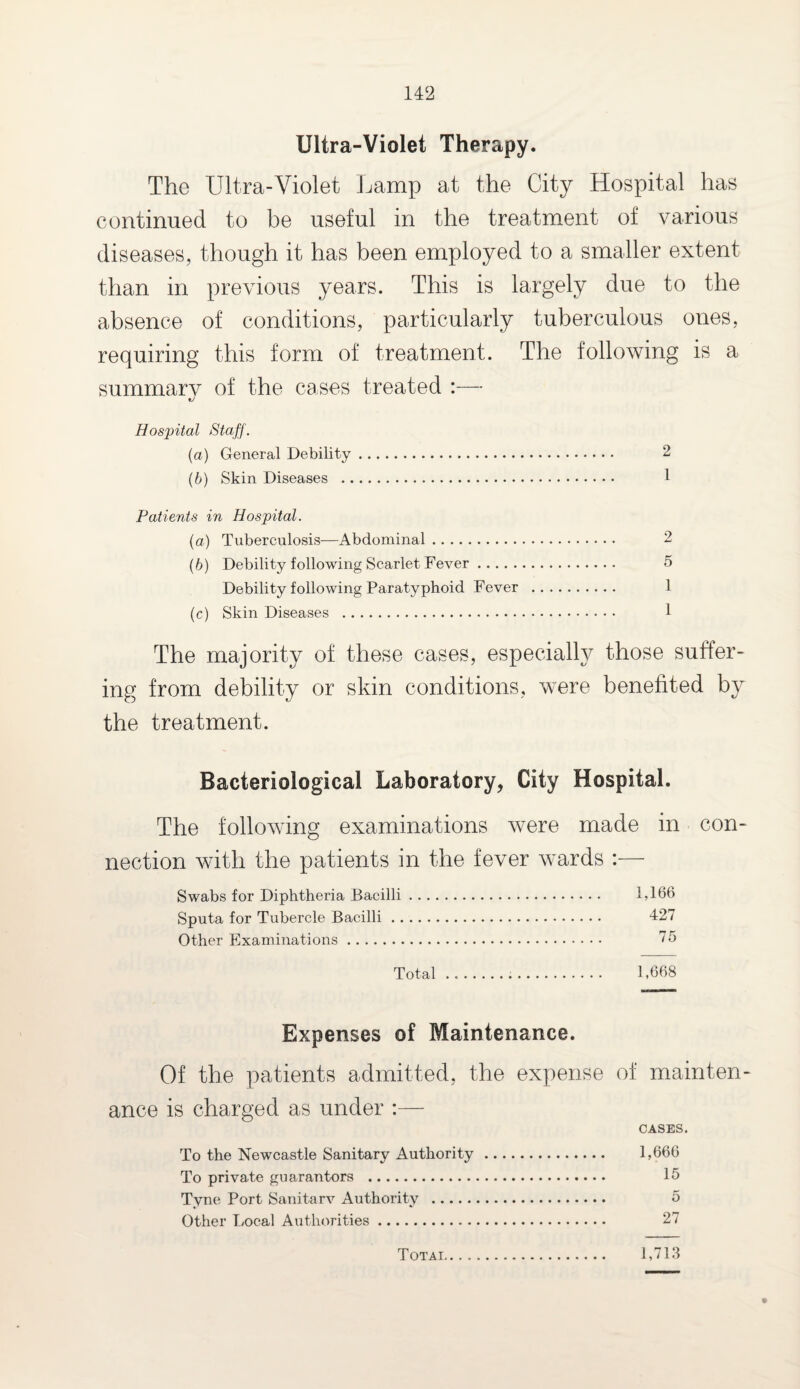 142
Ultra-Violet Therapy.
The Ultra-Violet Lamp at the City Hospital has
continued to be useful in the treatment of various
diseases, though it has been employed to a smaller extent
than in previous years. This is largely due to the
absence of conditions, particularly tuberculous ones,
requiring this form of treatment. The following is a
summary of the cases treated :—
Hospital Staff.
(a) General Debility ........................................ 2
(b) Skin Diseases ........................................ 1
Patients in Hospital.
(a) Tuberculosis—Abdominal ........................ 2
(b) Debility following Scarlet Fever .................. 5
Debility following Paratyphoid Fever .......... 1
(c) Skin Diseases ........................................ 1
The majority of these cases, especially those suffer-
ing from debility or skin conditions, were benefited by
the treatment.
Bacteriological Laboratory, City Hospital.
The following examinations were made in con-
nection with the patients in the fever wards :—
Swabs for Diphtheria Bacilli ........................ 1,166
Sputa for Tubercle Bacilli ........................... 427
Other Examinations .................................. 75
Total .................... 1,668
Expenses of Maintenance.
Of the patients admitted, the expense of mainten-
ance is charged as under :—
CASES.
To the Newcastle Sanitary Authority ............... 1,666
To private guarantors .............................. 15
Tyne Port Sanitary Authority ...................... 5
Other Local Authorities .............................. 27
TOTAL ...................... 1,713